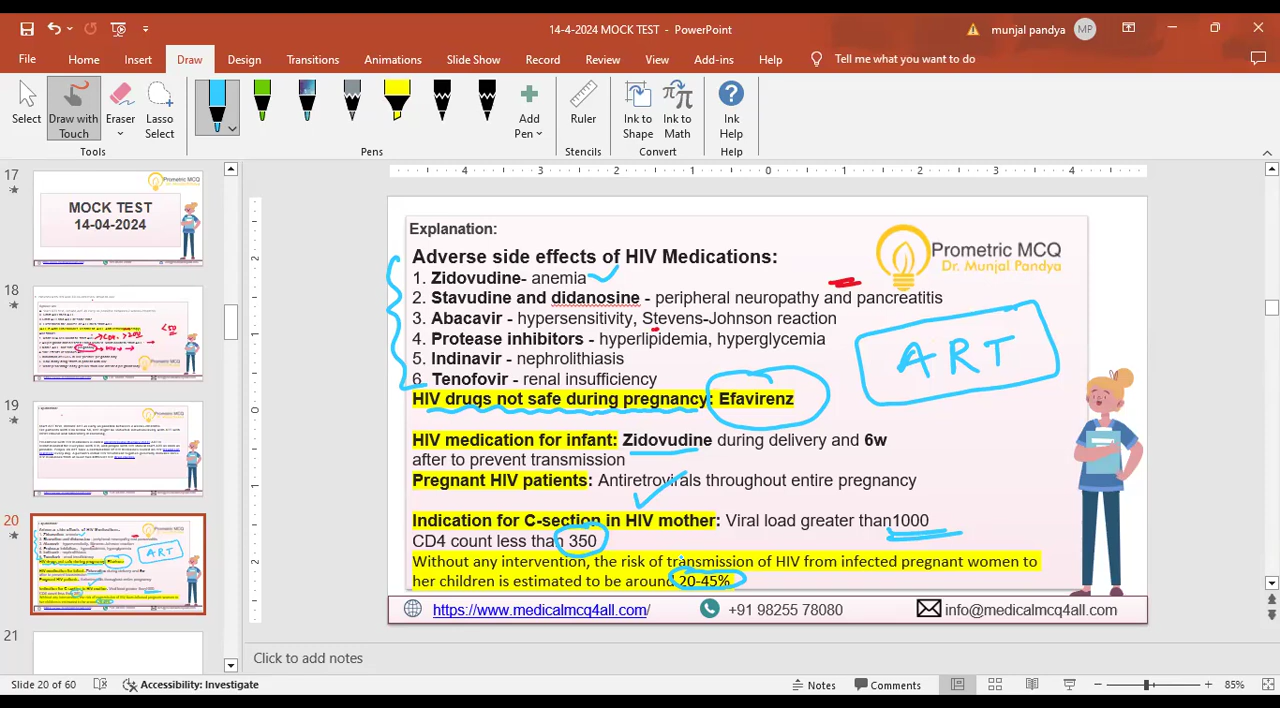 14-4-2024 MOCK TEST - PowerPoint
munjal pandya
MP
File Home Insert Draw Design Transitions Animations Slide Show Record Review View Add-ins Help Tell me what you want to do
Select
Draw with Touch
Eraser
Lasso Select
Add Pen
Ruler
Ink to Shape
Ink to Math
Ink Help
Tools Pens Stencils Convert Help
17
MOCK TEST
14-04-2024
18
19
20
21
Explanation:
Adverse side effects of HIV Medications:
1. Zidovudine- anemia
2. Stavudine and didanosine - peripheral neuropathy and pancreatitis
3. Abacavir - hypersensitivity, Stevens-Johnson reaction
4. Protease inhibitors - hyperlipidemia, hyperglycemia
5. Indinavir - nephrolithiasis
6. Tenofovir - renal insufficiency
HIV drugs not safe during pregnancy: Efavirenz
HIV medication for infant: Zidovudine during delivery and 6w
after to prevent transmission
Pregnant HIV patients: Antiretrovirals throughout entire pregnancy
Indication for C-section in HIV mother: Viral load greater than1000
CD4 count less than 350
Without any intervention, the risk of transmission of HIV from infected pregnant women to
her children is estimated to be around 20-45%.
Prometric MCQ
Dr. Munjal Pandya
ART
https://www.medicalmcq4all.com/ +91 98255 78080 info@medicalmcq4all.com
Click to add notes
Slide 20 of 60 Accessibility: Investigate Notes Comments 85%